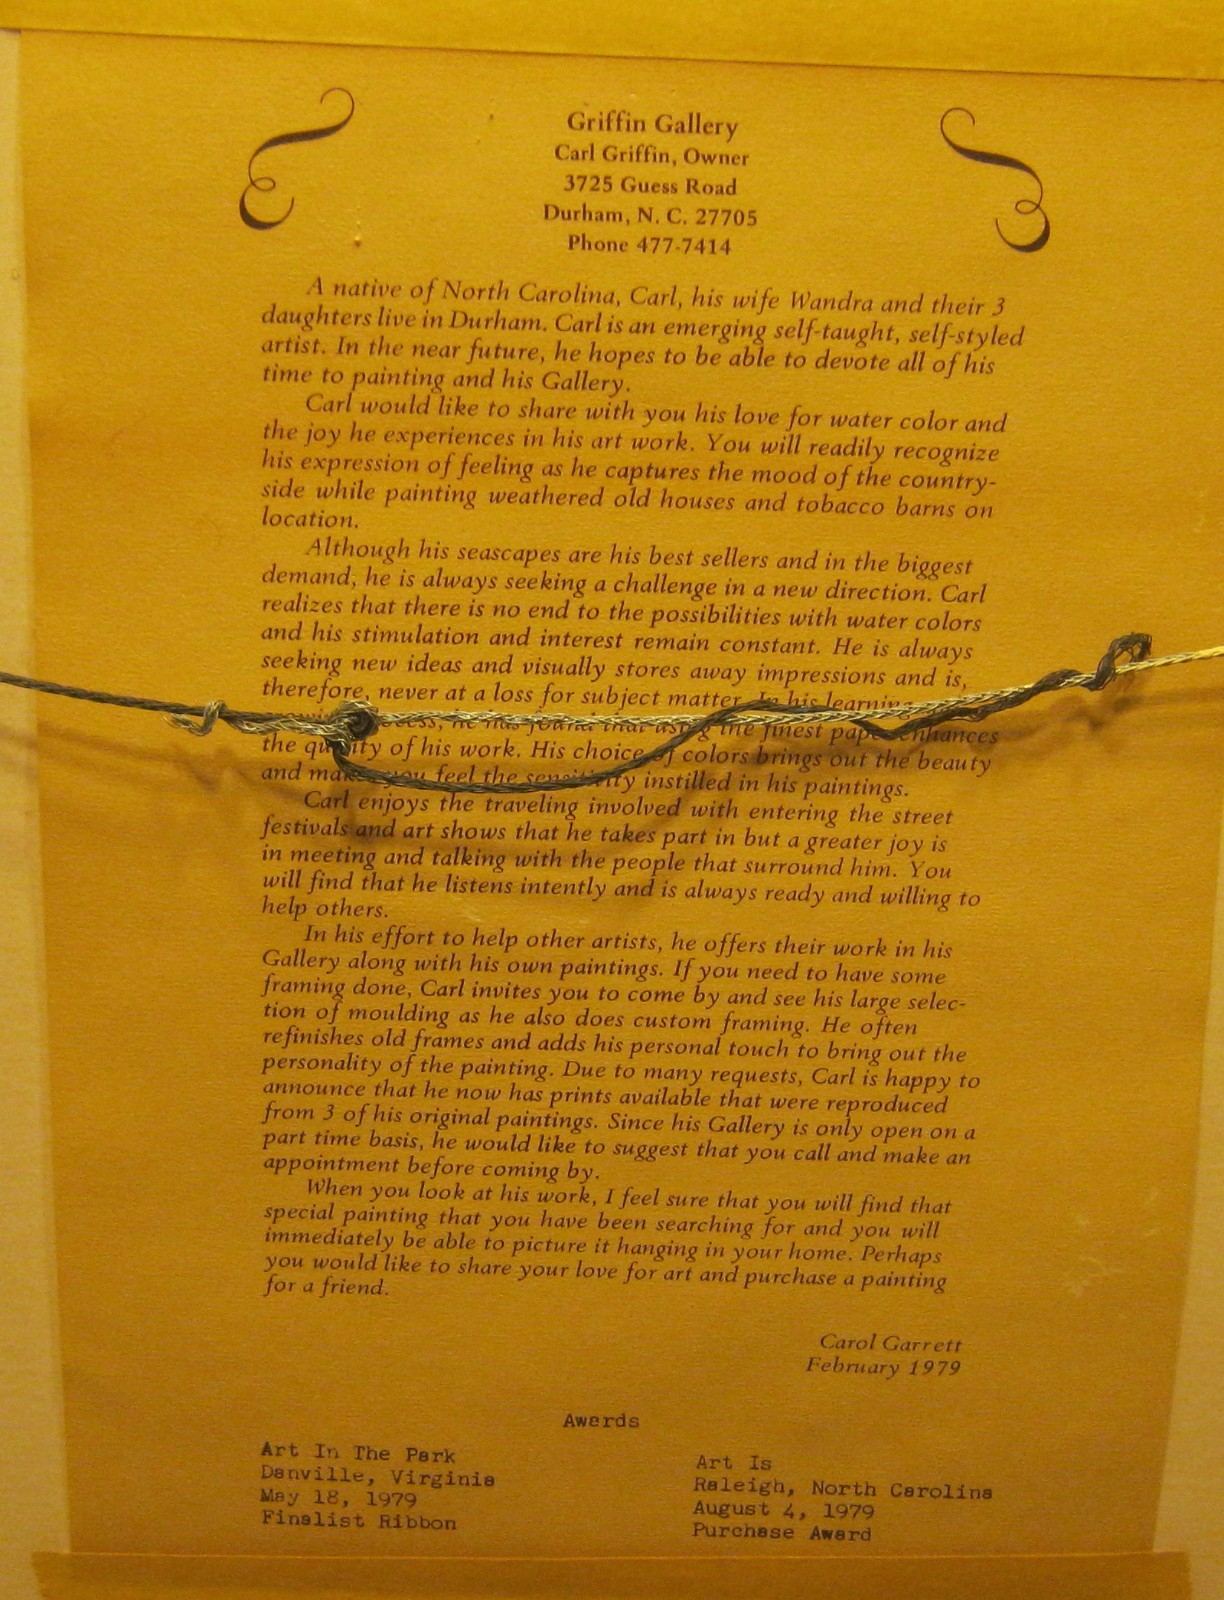 Griffin Gallery
Carl Griffin, Owner
3725 Guess Road
Durham, N. C. 27705
Phone 477-7414
A native of North Carolina, Carl, his wife Wandra and their 3
daughters live in Durham. Carl is an emerging self-taught, self-styled
artist. In the near future, he hopes to be able to devote all of his
time to painting and his Gallery.
Carl would like to share with you his love for water color and
the joy he experiences in his art work. You will readily recognize
his expression of feeling as he captures the mood of the country-
side while painting weathered old houses and tobacco barns on
location.
Although his seascapes are his best sellers and in the biggest
demand, he is always seeking a challenge in a new direction. Carl
realizes that there is no end to the possibilities with water colors
and his stimulation and interest remain constant. He is always
seeking new ideas and visually stores away impressions and is,
therefore, never at a loss for subject matter. In his learning
he has found that using the finest paper enhances
the quality of his work. His choice of colors brings out the beauty
and makes you feel the sensitivity instilled in his paintings.
Carl enjoys the traveling involved with entering the street
festivals and art shows that he takes part in but a greater joy is
in meeting and talking with the people that surround him. You
will find that he listens intently and is always ready and willing to
help others.
In his effort to help other artists, he offers their work in his
Gallery along with his own paintings. If you need to have some
framing done, Carl invites you to come by and see his large selec-
tion of moulding as he also does custom framing. He often
refinishes old frames and adds his personal touch to bring out the
personality of the painting. Due to many requests, Carl is happy to
announce that he now has prints available that were reproduced
from 3 of his original paintings. Since his Gallery is only open on a
part time basis, he would like to suggest that you call and make an
appointment before coming by.
When you look at his work, I feel sure that you will find that
special painting that you have been searching for and you will
immediately be able to picture it hanging in your home. Perhaps
you would like to share your love for art and purchase a painting
for a friend.
Carol Garrett
February 1979
Awards
Art In The Park
Danville, Virginia
May 18, 1979
Finalist Ribbon
Art Is
Raleigh, North Carolina
August 4, 1979
Purchase Award